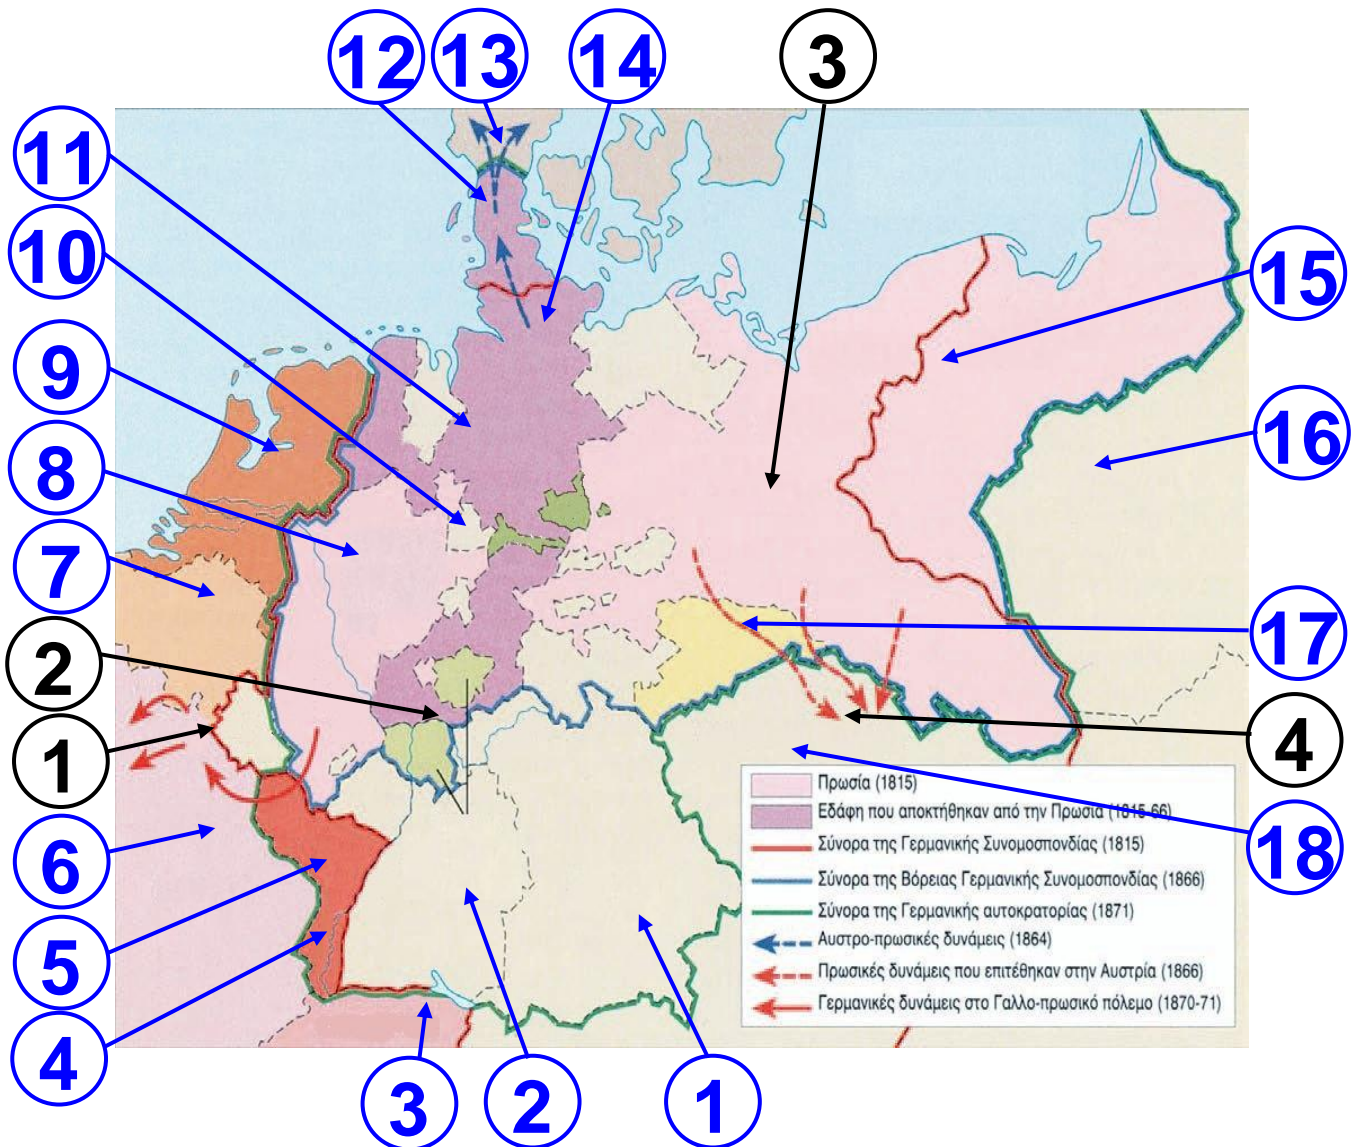 12 13 14 3
11
10
9
8
7
2
1
6
5
4
3 2 1
15
16
17
4
18
Πρωσία (1815)
Εδάφη που αποκτήθηκαν από την Πρωσία (1815-66)
Σύνορα της Γερμανικής Συνομοσπονδίας (1815)
Σύνορα της Βόρειας Γερμανικής Συνομοσπονδίας (1866)
Σύνορα της Γερμανικής αυτοκρατορίας (1871)
Αυστρο-πρωσικές δυνάμεις (1864)
Πρωσικές δυνάμεις που επιτέθηκαν στην Αυστρία (1866)
Γερμανικές δυνάμεις στο Γαλλο-πρωσικό πόλεμο (1870-71)